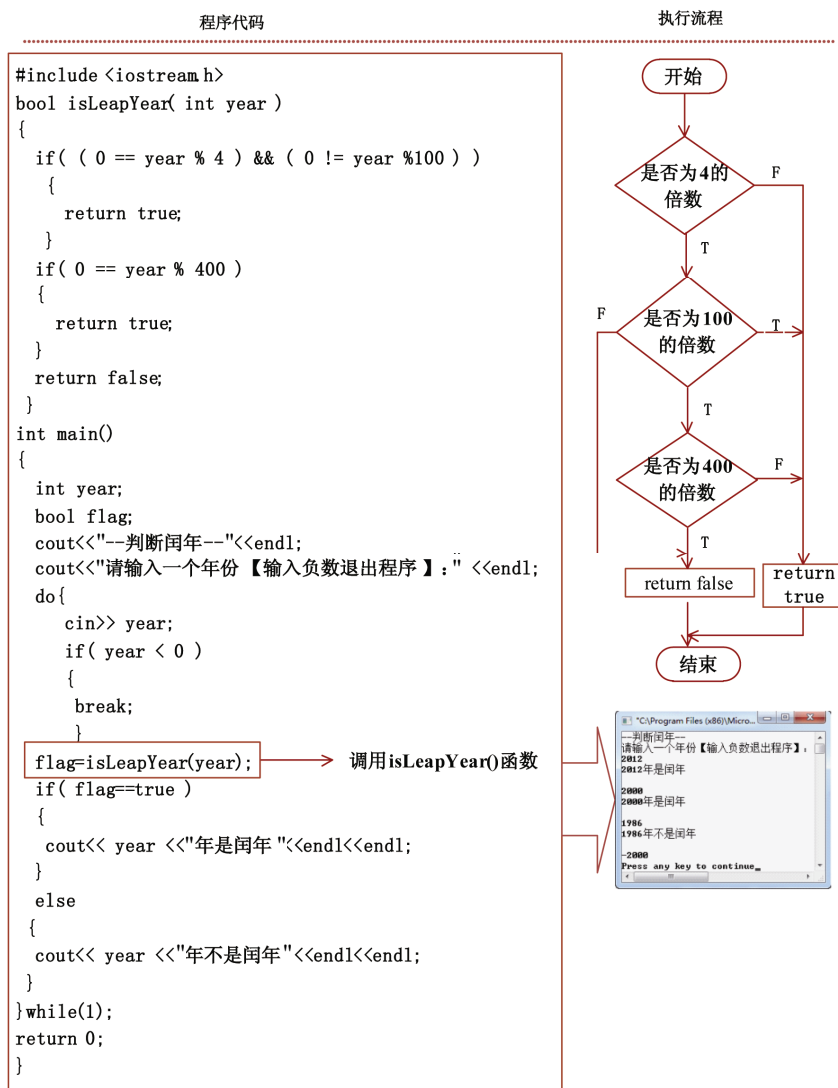 程序代码
执行流程
#include <iostream.h>
bool isLeapYear( int year )
{
if( ( 0 == year % 4 ) && ( 0 != year %100 ) )
{
return true;
}
if( 0 == year % 400 )
{
return true;
}
return false;
}
int main()
{
int year;
bool flag;
cout<<"--判断闰年--"<<endl;
cout<<"请输入一个年份【输入负数退出程序】:" <<endl;
do{
cin>> year;
if( year < 0 )
{
break;
}
flag=isLeapYear(year);
调用isLeapYear()函数
if( flag==true )
{
cout<< year <<"年是闰年"<<endl<<endl;
}
else
{
cout<< year <<"年不是闰年"<<endl<<endl;
}
}while(1);
return 0;
}
开始
是否为4的
倍数
F
T
是否为100
的倍数
F
T
T
是否为400
的倍数
F
T
return false
return
true
结束
"C:\Program Files (x86)\Micro...
--判断闰年--
请输入一个年份【输入负数退出程序】:
2012
2012年是闰年
2000
2000年是闰年
1986
1986年不是闰年
-2000
Press any key to continue_